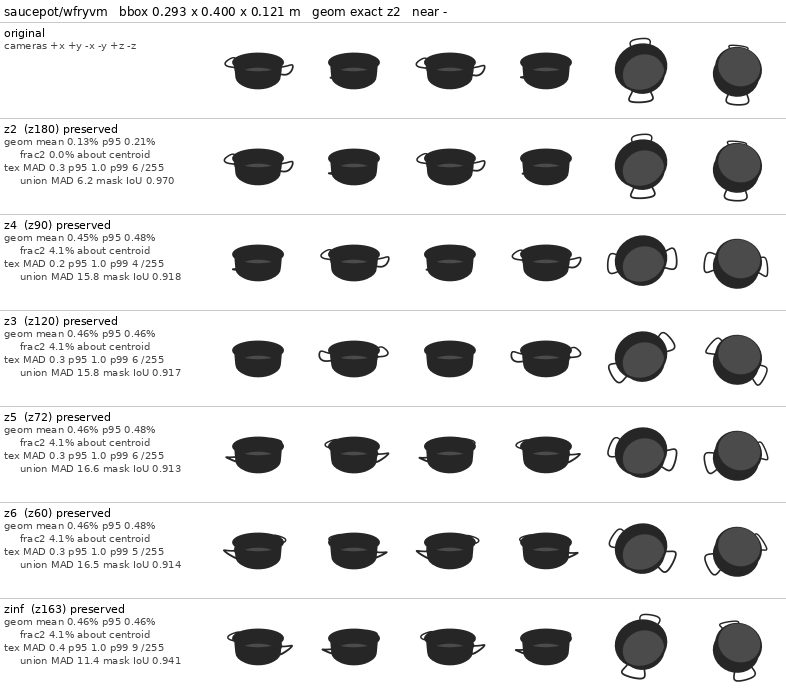 saucepot/wfryvm bbox 0.293 x 0.400 x 0.121 m geom exact z2 near -
original
cameras +x +y -x -y +z -z
z2 (z180) preserved
geom mean 0.13% p95 0.21%
frac2 0.0% about centroid
tex MAD 0.3 p95 1.0 p99 6 /255
union MAD 6.2 mask IoU 0.970
z4 (z90) preserved
geom mean 0.45% p95 0.48%
frac2 4.1% about centroid
tex MAD 0.2 p95 1.0 p99 4 /255
union MAD 15.8 mask IoU 0.918
z3 (z120) preserved
geom mean 0.46% p95 0.46%
frac2 4.1% about centroid
tex MAD 0.3 p95 1.0 p99 6 /255
union MAD 15.8 mask IoU 0.917
z5 (z72) preserved
geom mean 0.46% p95 0.48%
frac2 4.1% about centroid
tex MAD 0.3 p95 1.0 p99 6 /255
union MAD 16.6 mask IoU 0.913
z6 (z60) preserved
geom mean 0.46% p95 0.48%
frac2 4.1% about centroid
tex MAD 0.3 p95 1.0 p99 5 /255
union MAD 16.5 mask IoU 0.914
zinf (z163) preserved
geom mean 0.46% p95 0.46%
frac2 4.1% about centroid
tex MAD 0.4 p95 1.0 p99 9 /255
union MAD 11.4 mask IoU 0.941